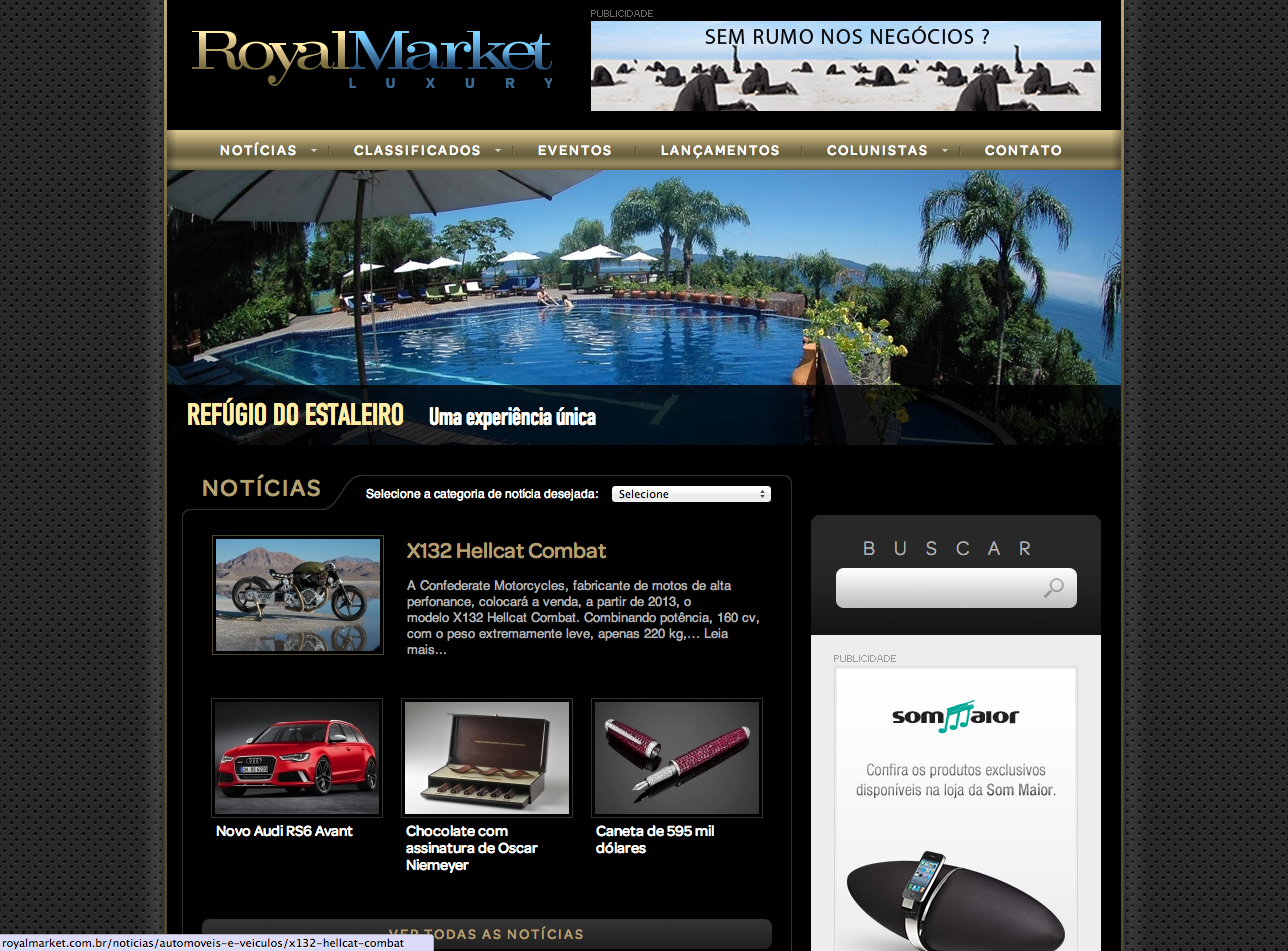 PUBLICIDADE
RoyalMarket
LUXURY
SEM RUMO NOS NEGÓCIOS ?
NOTÍCIAS CLASSIFICADOS EVENTOS LANÇAMENTOS COLUNISTAS CONTATO
REFÚGIO DO ESTALEIRO Uma experiência única
NOTÍCIAS
Selecione a categoria de notícia desejada: Selecione
X132 Hellcat Combat
A Confederate Motorcycles, fabricante de motos de alta
perfonance, colocará a venda, a partir de 2013, o
modelo X132 Hellcat Combat. Combinando potência, 160 cv,
com o peso extremamente leve, apenas 220 kg,... Leia
mais...
BUSCAR
PUBLICIDADE
sommaior
Confira os produtos exclusivos
disponíveis na loja da Som Maior.
Novo Audi RS6 Avant
Chocolate com
assinatura de Oscar
Niemeyer
Caneta de 595 mil
dólares
VER TODAS AS NOTÍCIAS
royalmarket.com.br/noticias/automoveis-e-veiculos/x132-hellcat-combat